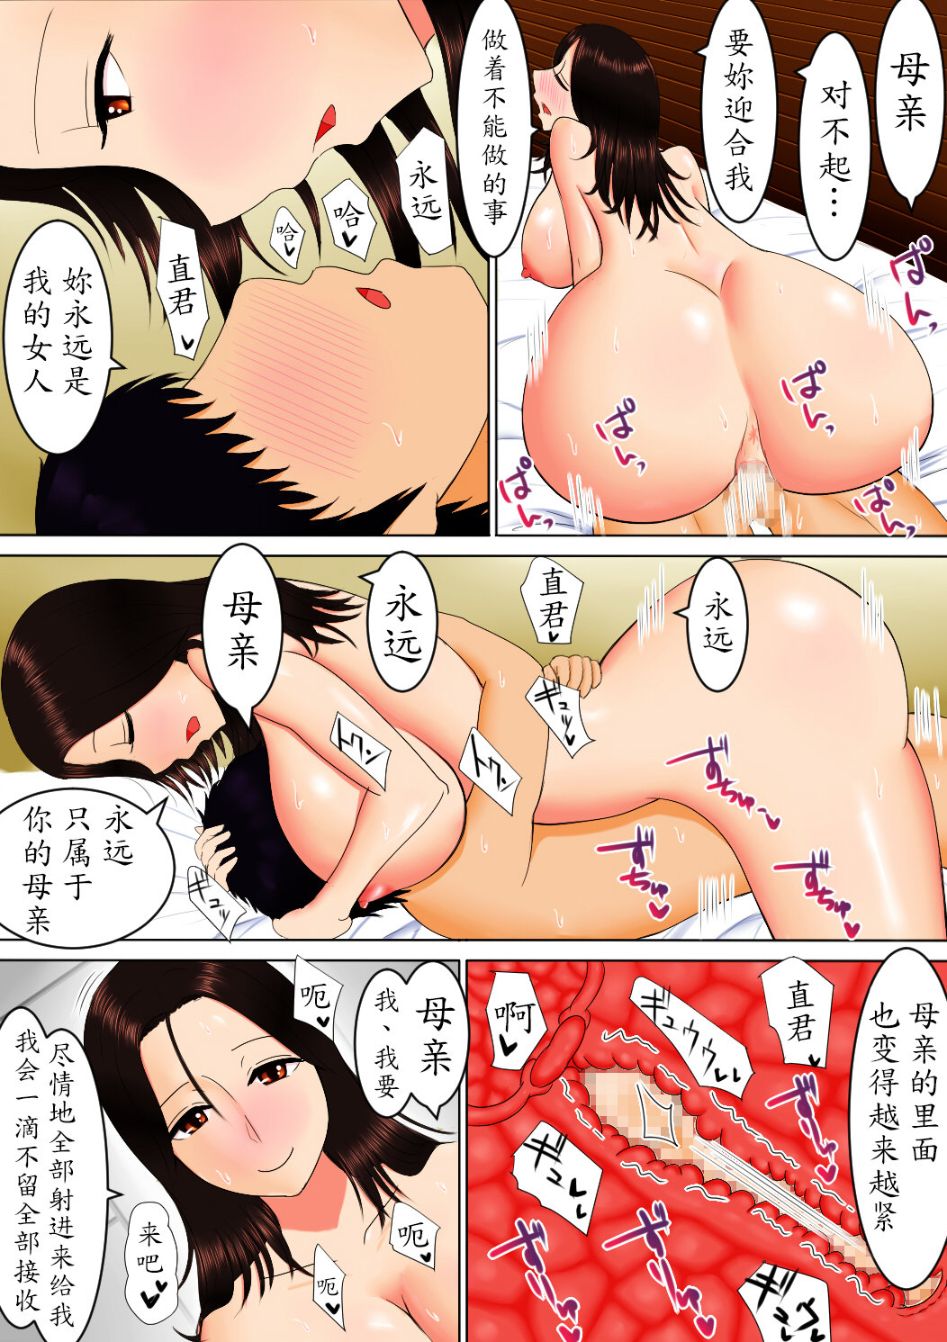 母亲
对不起…
要妳迎合我
做着不能做的事
ぱんっ
ぱんっ
ぱんっ
ぱんっ
ぱんっ
永远
哈
哈
直君
妳永远是
我的女人
永远
直君
永远
母亲
ギュッ
トクン
トクン
ギュッ
ずちゅ～
ずちゅ
ずちゅ
永远
只属于
你的母亲
母亲的里面
也变得越来越紧
直君
ギュウウ
啊
母亲
我、我要
呃
呃
呃
尽情地全部射进来给我
我会一滴不留全部接收
来吧